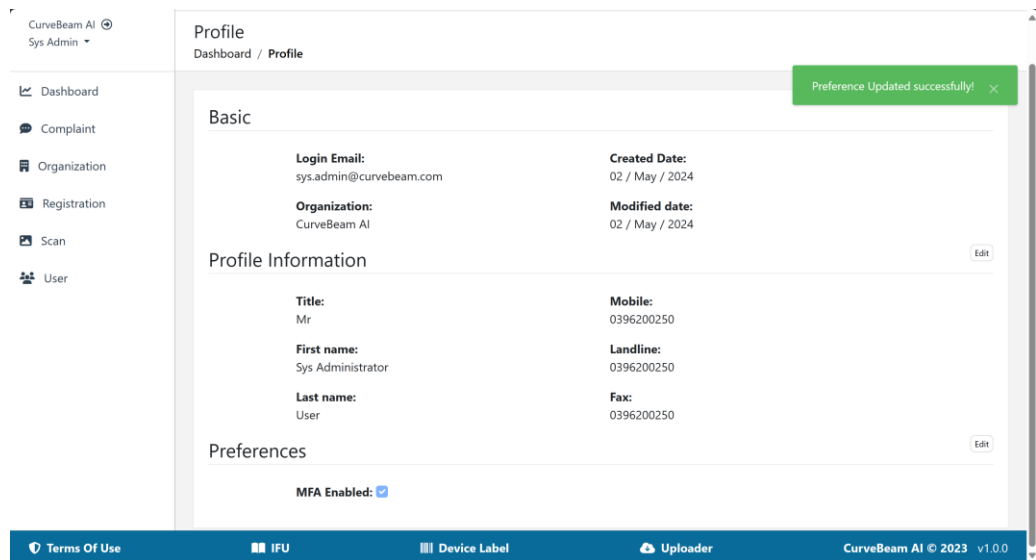 CurveBeam AI
Sys Admin
Dashboard
Complaint
Organization
Registration
Scan
User
Profile
Dashboard / Profile
Preference Updated successfully! ×
Basic
Login Email:
sys.admin@curvebeam.com
Created Date:
02 / May / 2024
Organization:
CurveBeam AI
Modified date:
02 / May / 2024
Profile Information
Edit
Title:
Mr
Mobile:
0396200250
First name:
Sys Administrator
Landline:
0396200250
Last name:
User
Fax:
0396200250
Preferences
Edit
MFA Enabled:
Terms Of Use
IFU
Device Label
Uploader
CurveBeam AI © 2023 v1.0.0